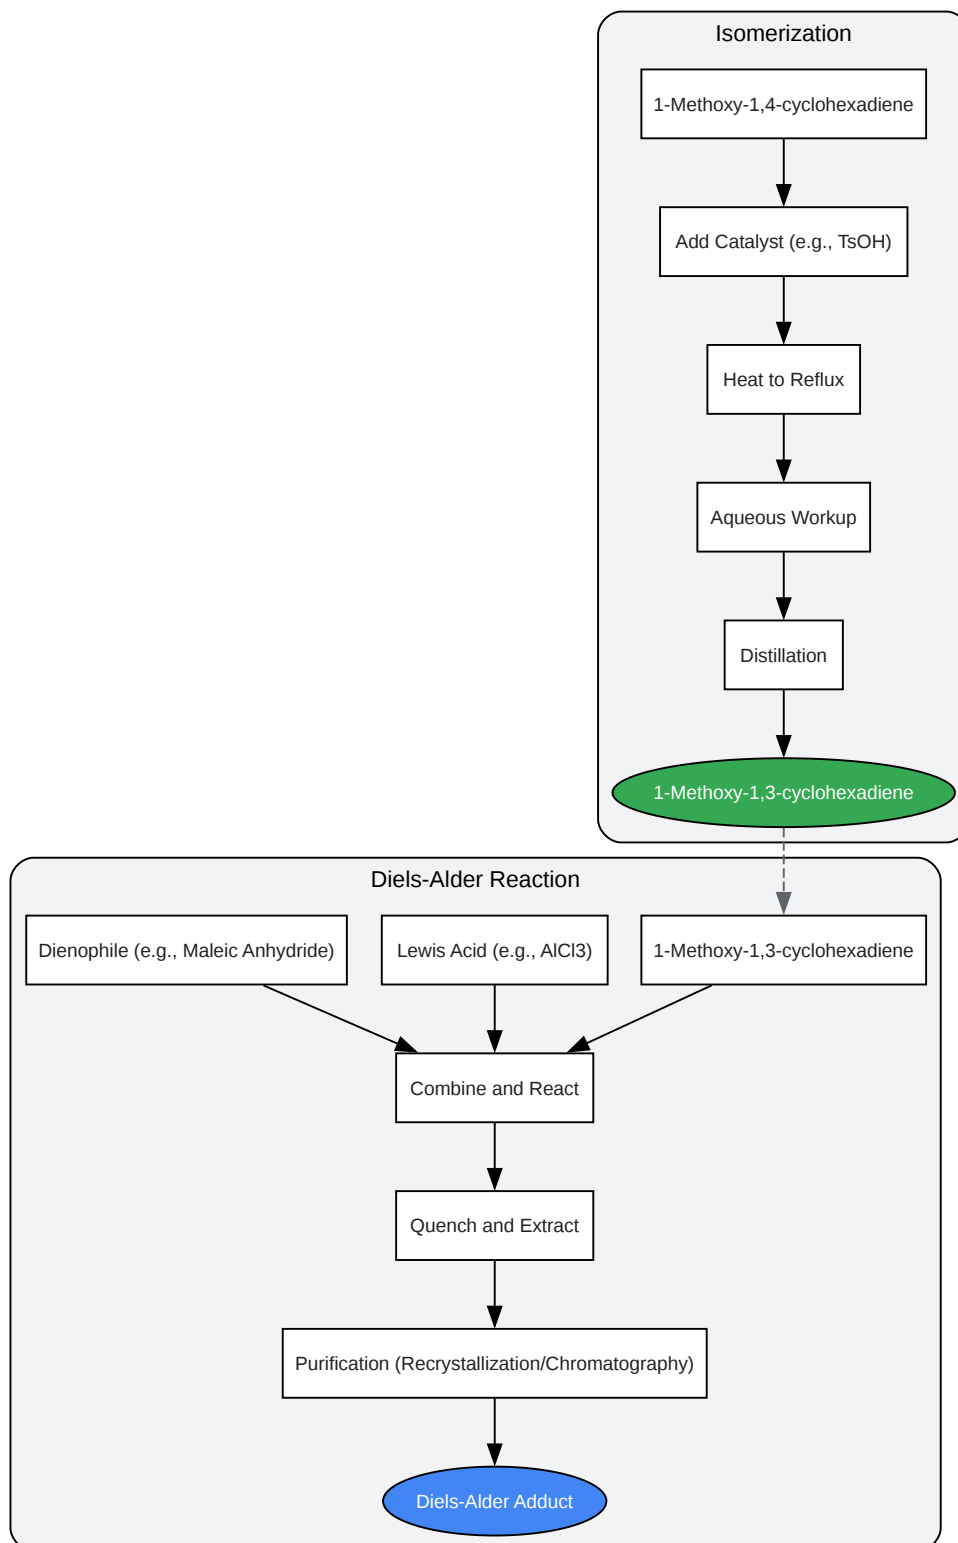 Isomerization
1-Methoxy-1,4-cyclohexadiene
Add Catalyst (e.g., TsOH)
Heat to Reflux
Aqueous Workup
Distillation
1-Methoxy-1,3-cyclohexadiene
Diels-Alder Reaction
Dienophile (e.g., Maleic Anhydride)
Lewis Acid (e.g., AlCl3)
1-Methoxy-1,3-cyclohexadiene
Combine and React
Quench and Extract
Purification (Recrystallization/Chromatography)
Diels-Alder Adduct